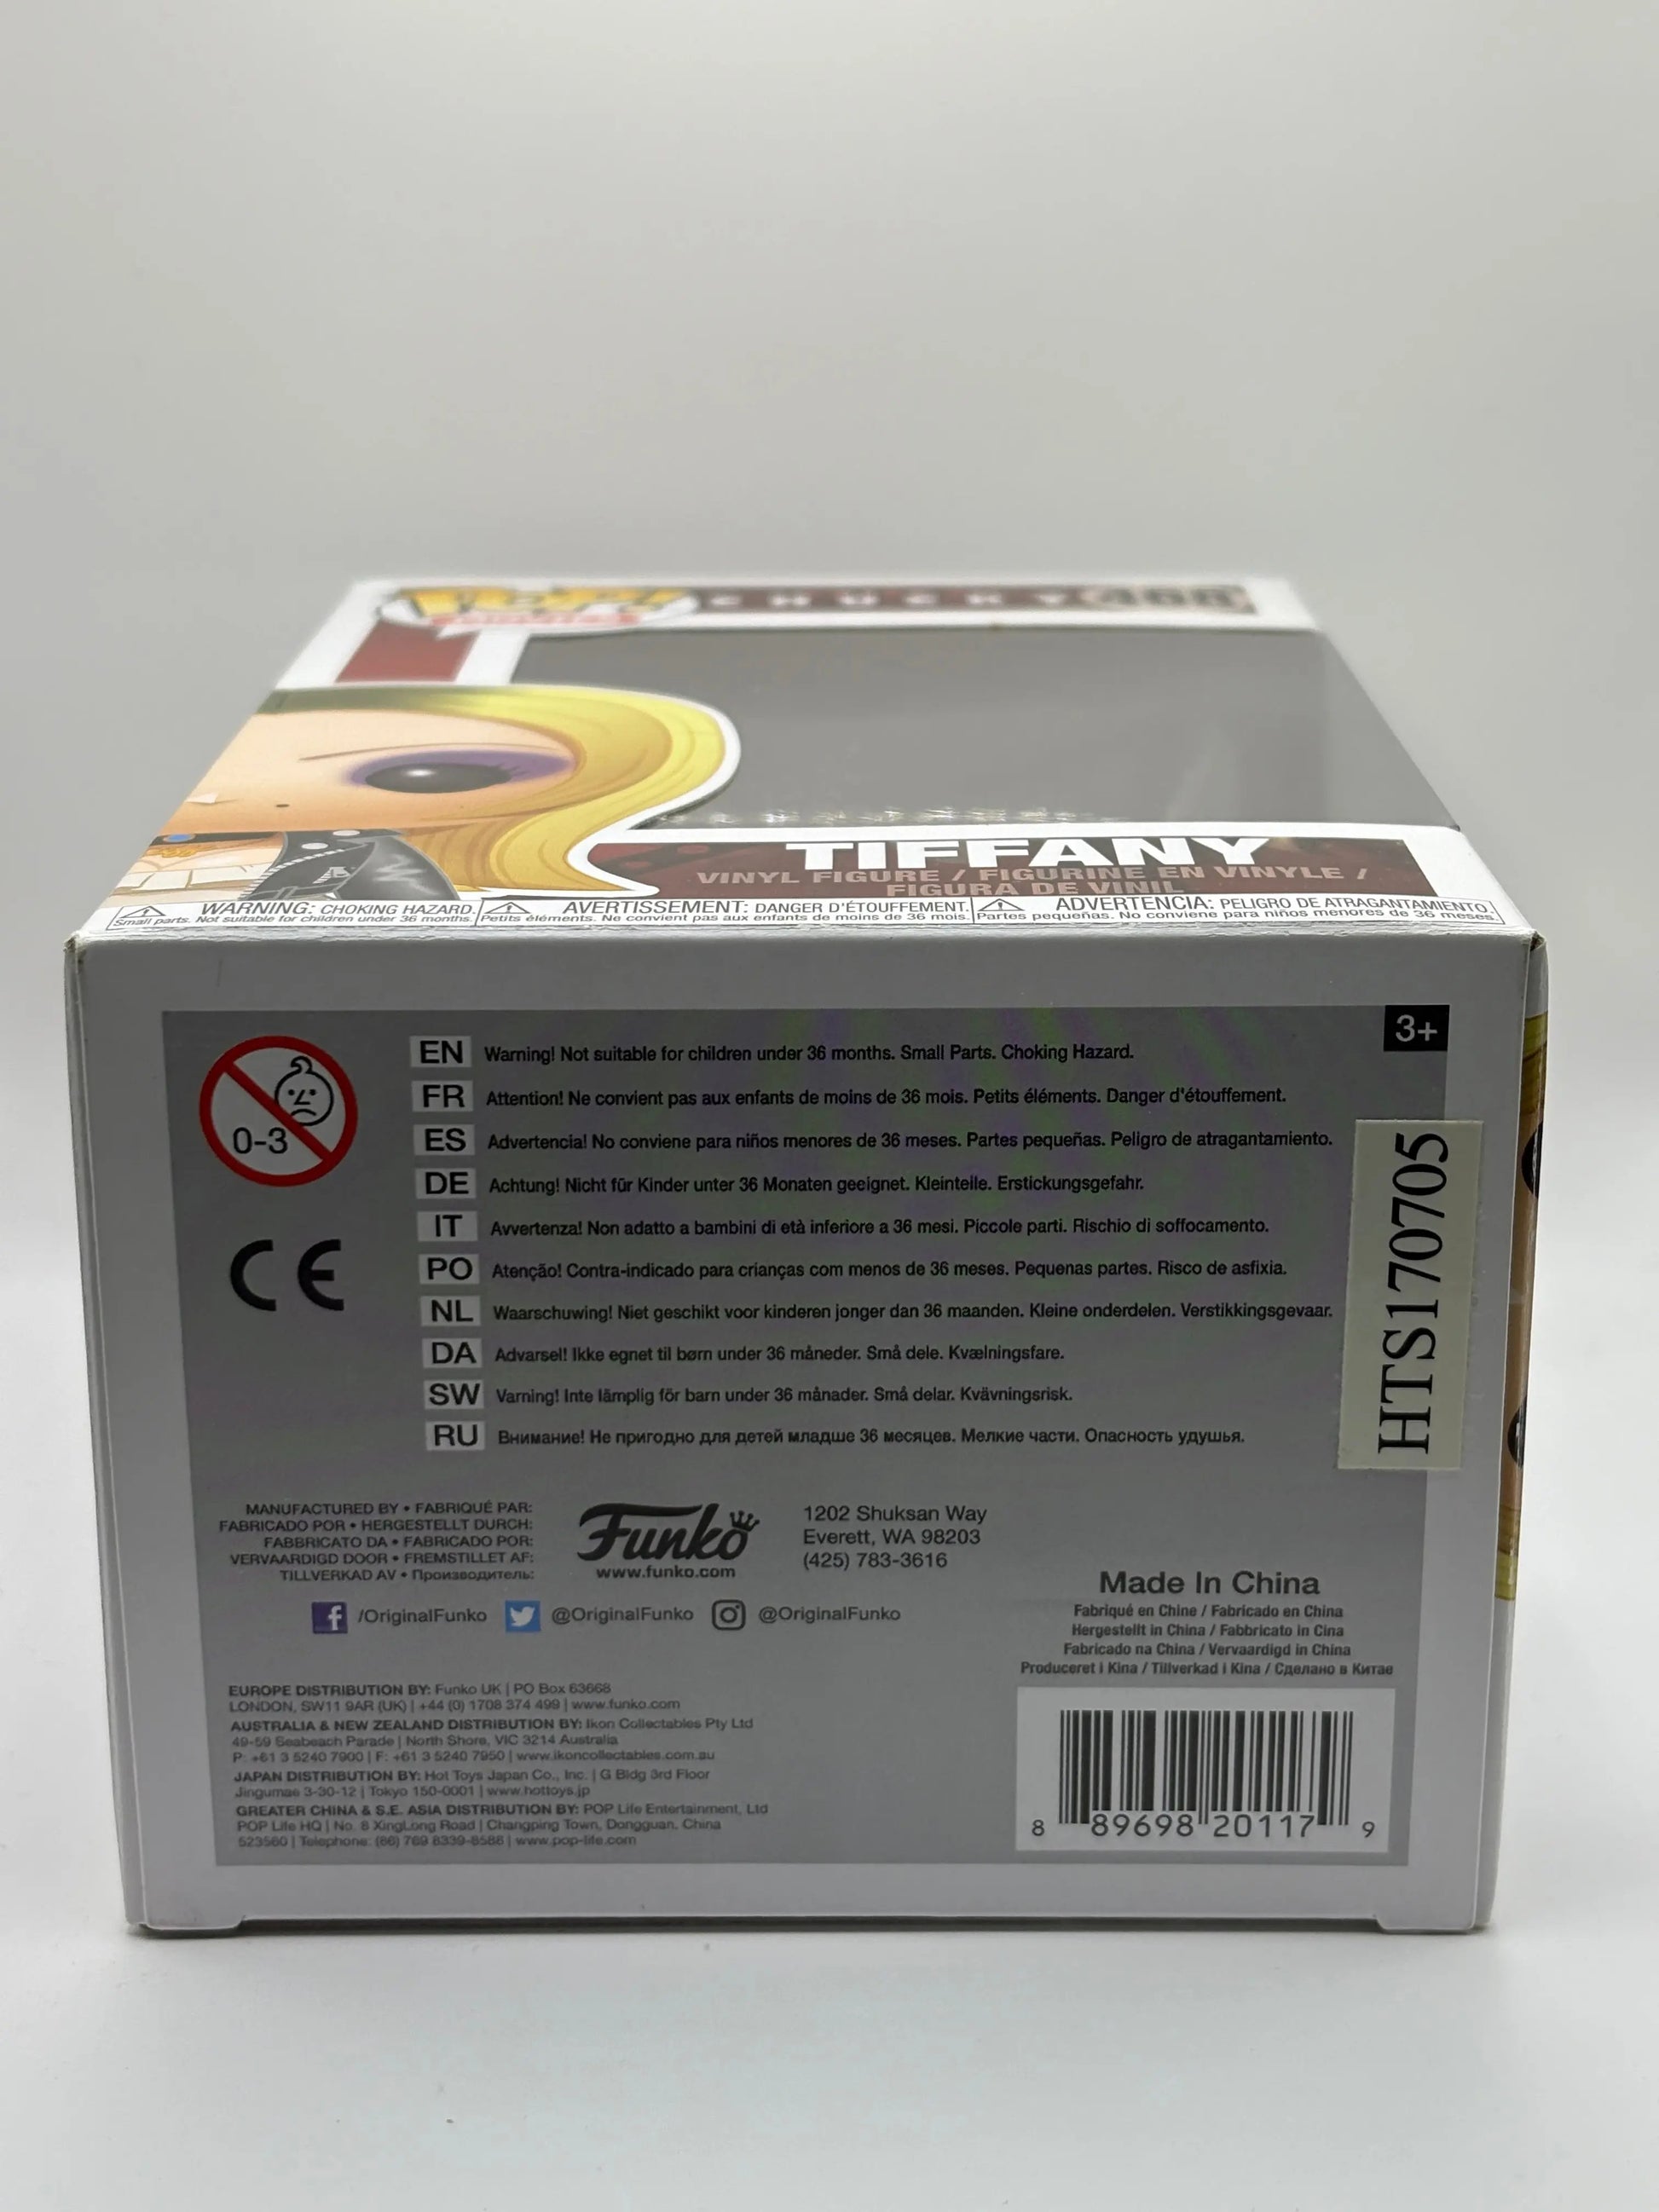 POP!
CHUCKY 468
TIFFANY
VINYL FIGURE / FIGURINE EN VINYLE /
FIGURA DE VINIL
WARNING: CHOKING HAZARD.
Small parts. Not suitable for children under 36 months.
AVERTISSEMENT: DANGER D'ÉTOUFFEMENT.
Petits éléments. Ne convient pas aux enfants de moins de 36 mois.
ADVERTENCIA: PELIGRO DE ATRAGANTAMIENTO
Partes pequeñas. No conviene para niños menores de 36 meses
3+
0-3
EN Warning! Not suitable for children under 36 months. Small Parts. Choking Hazard.
FR Attention! Ne convient pas aux enfants de moins de 36 mois. Petits éléments. Danger d'étouffement.
ES Advertencia! No conviene para niños menores de 36 meses. Partes pequeñas. Peligro de atragantamiento.
DE Achtung! Nicht für Kinder unter 36 Monaten geeignet. Kleinteile. Erstickungsgefahr.
IT Avvertenza! Non adatto a bambini di età inferiore a 36 mesi. Piccole parti. Rischio di soffocamento.
PO Atenção! Contra-indicado para crianças com menos de 36 meses. Pequenas partes. Risco de asfixia.
NL Waarschuwing! Niet geschikt voor kinderen jonger dan 36 maanden. Kleine onderdelen. Verstikkingsgevaar.
DA Advarsel! Ikke egnet til børn under 36 måneder. Små dele. Kvælningsfare.
SW Varning! Inte lämplig för barn under 36 månader. Små delar. Kvävningsrisk.
RU Внимание! Не пригодно для детей младше 36 месяцев. Мелкие части. Опасность удушья.
CE
HTS170705
MANUFACTURED BY • FABRIQUÉ PAR:
FABRICADO POR • HERGESTELLT DURCH:
FABBRICATO DA • FABRICADO POR:
VERVAARDIGD DOOR • FREMSTILLET AF:
TILLVERKAD AV • Производитель:
Funko
www.funko.com
1202 Shuksan Way
Everett, WA 98203
(425) 783-3616
/OriginalFunko @OriginalFunko @OriginalFunko
Made In China
Fabriqué en Chine / Fabricado en China
Hergestellt in China / Fabbricato in Cina
Fabricado na China / Vervaardigd in China
Produceret i Kina / Tillverkad i Kina / Сделано в Китае
EUROPE DISTRIBUTION BY: Funko UK | PO Box 63668
LONDON, SW11 9AR (UK) | +44 (0) 1708 374 499 | www.funko.com
AUSTRALIA & NEW ZEALAND DISTRIBUTION BY: Ikon Collectables Pty Ltd
49-59 Seabeach Parade | North Shore, VIC 3214 Australia
P: +61 3 5240 7900 | F: +61 3 5240 7950 | www.ikoncollectables.com.au
JAPAN DISTRIBUTION BY: Hot Toys Japan Co., Inc. | G Bldg 3rd Floor
Jingumae 3-30-12 | Tokyo 150-0001 | www.hottoys.jp
GREATER CHINA & S.E. ASIA DISTRIBUTION BY: POP Life Entertainment, Ltd
POP Life HQ | No. 8 XingLong Road | Changping Town, Dongguan, China
523560 | Telephone: (86) 769 8339-8586 | www.pop-life.com
8 89698 20117 9